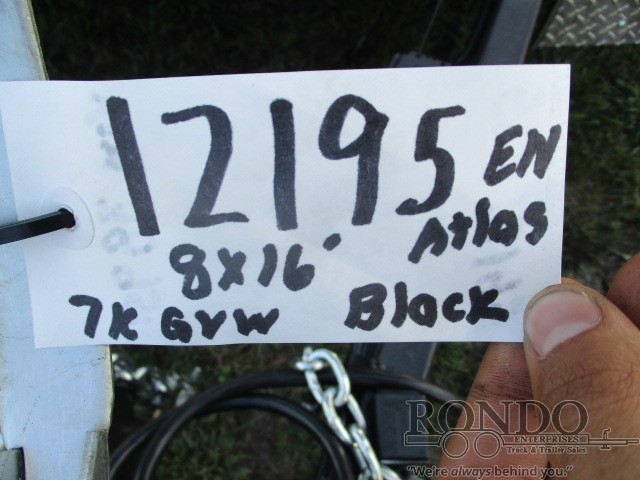 12195 EN
Atlas
8x16'
7K GVW Black
RONDO
ENTERPRISES
Truck & Trailer Sales
"We're always behind you."